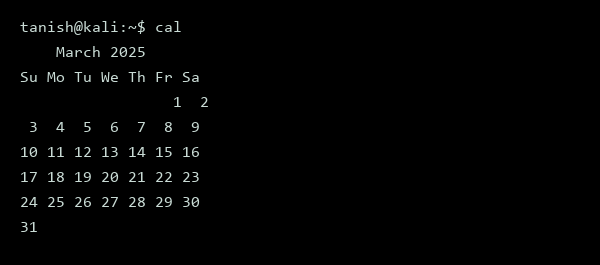 tanish@kali:~$ cal
    March 2025
Su Mo Tu We Th Fr Sa
                 1  2
 3  4  5  6  7  8  9
10 11 12 13 14 15 16
17 18 19 20 21 22 23
24 25 26 27 28 29 30
31